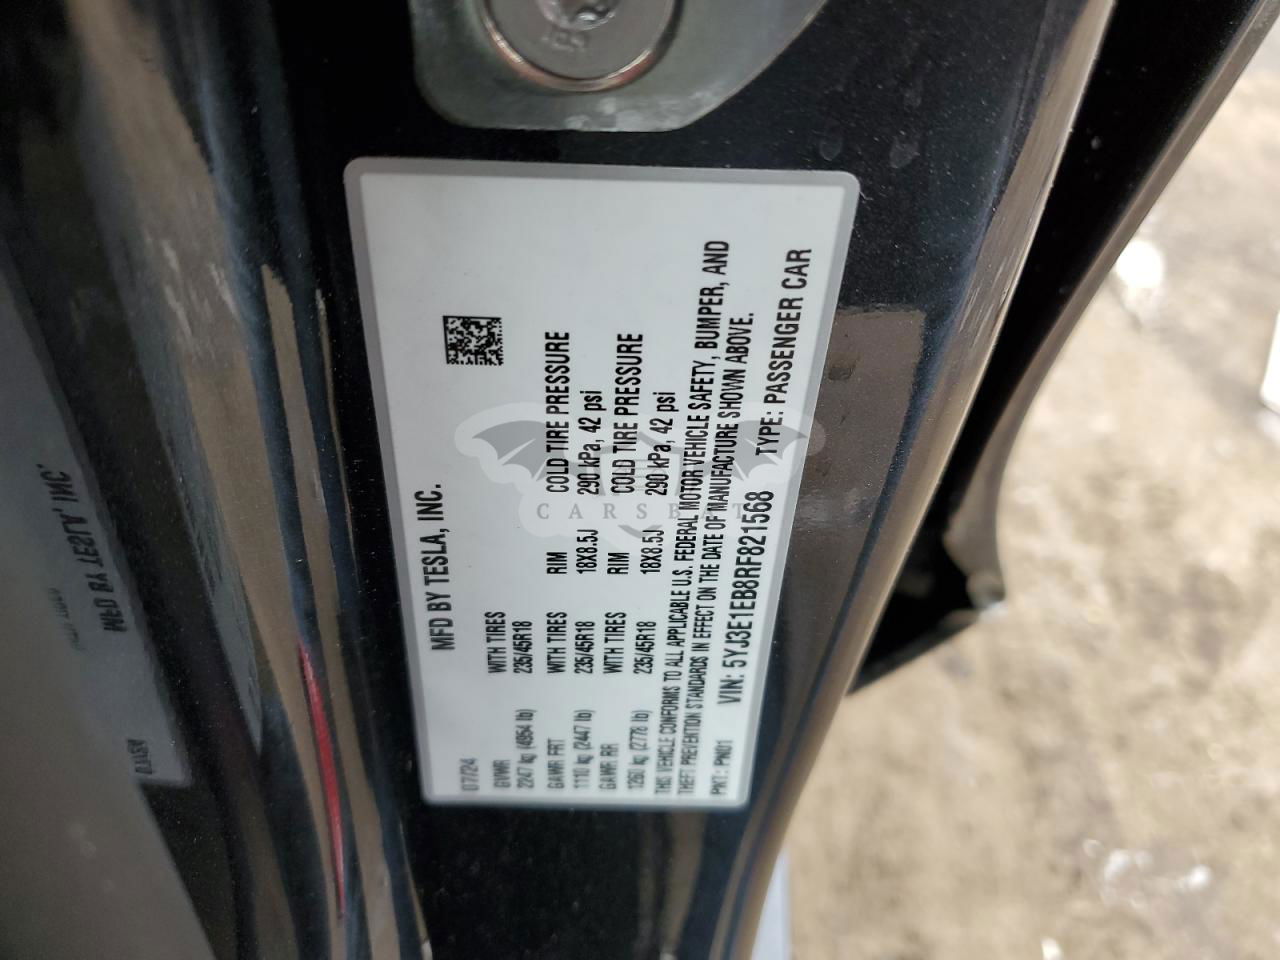 MFD BY TESLA, INC.
07/24
GVWR WITH TIRES
2247 kg (4954 lb) 235/45R18
GAWR FRT WITH TIRES RIM COLD TIRE PRESSURE
1110 kg (2447 lb) 235/45R18 18X8.5J 290 kPa, 42 psi
GAWR RR WITH TIRES RIM COLD TIRE PRESSURE
1260 kg (2778 lb) 235/45R18 18X8.5J 290 kPa, 42 psi
THIS VEHICLE CONFORMS TO ALL APPLICABLE U.S. FEDERAL MOTOR VEHICLE SAFETY, BUMPER, AND
THEFT PREVENTION STANDARDS IN EFFECT ON THE DATE OF MANUFACTURE SHOWN ABOVE.
PKT: PN01 VIN: 5YJ3E1EB8RF821568 TYPE: PASSENGER CAR
CARSBAT
MFD BY TESLA, INC.